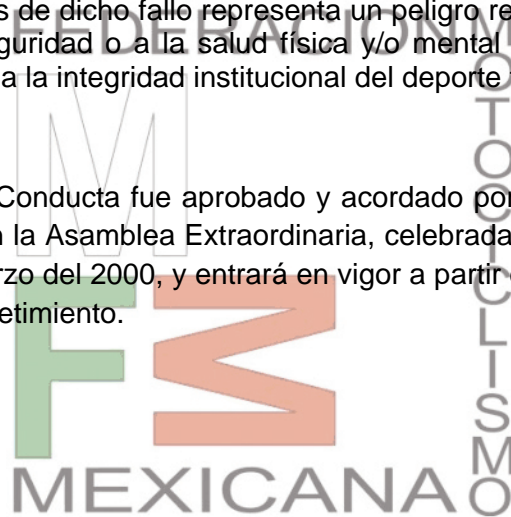 s de dicho fallo representa un peligro re
guridad o a la salud física y/o mental
a la integridad institucional del deporte
Conducta fue aprobado y acordado por
la Asamblea Extraordinaria, celebrada
rzo del 2000, y entrará en vigor a partir
etimiento.
FEDERACION
MOTOCICLISMO
MEXICANA